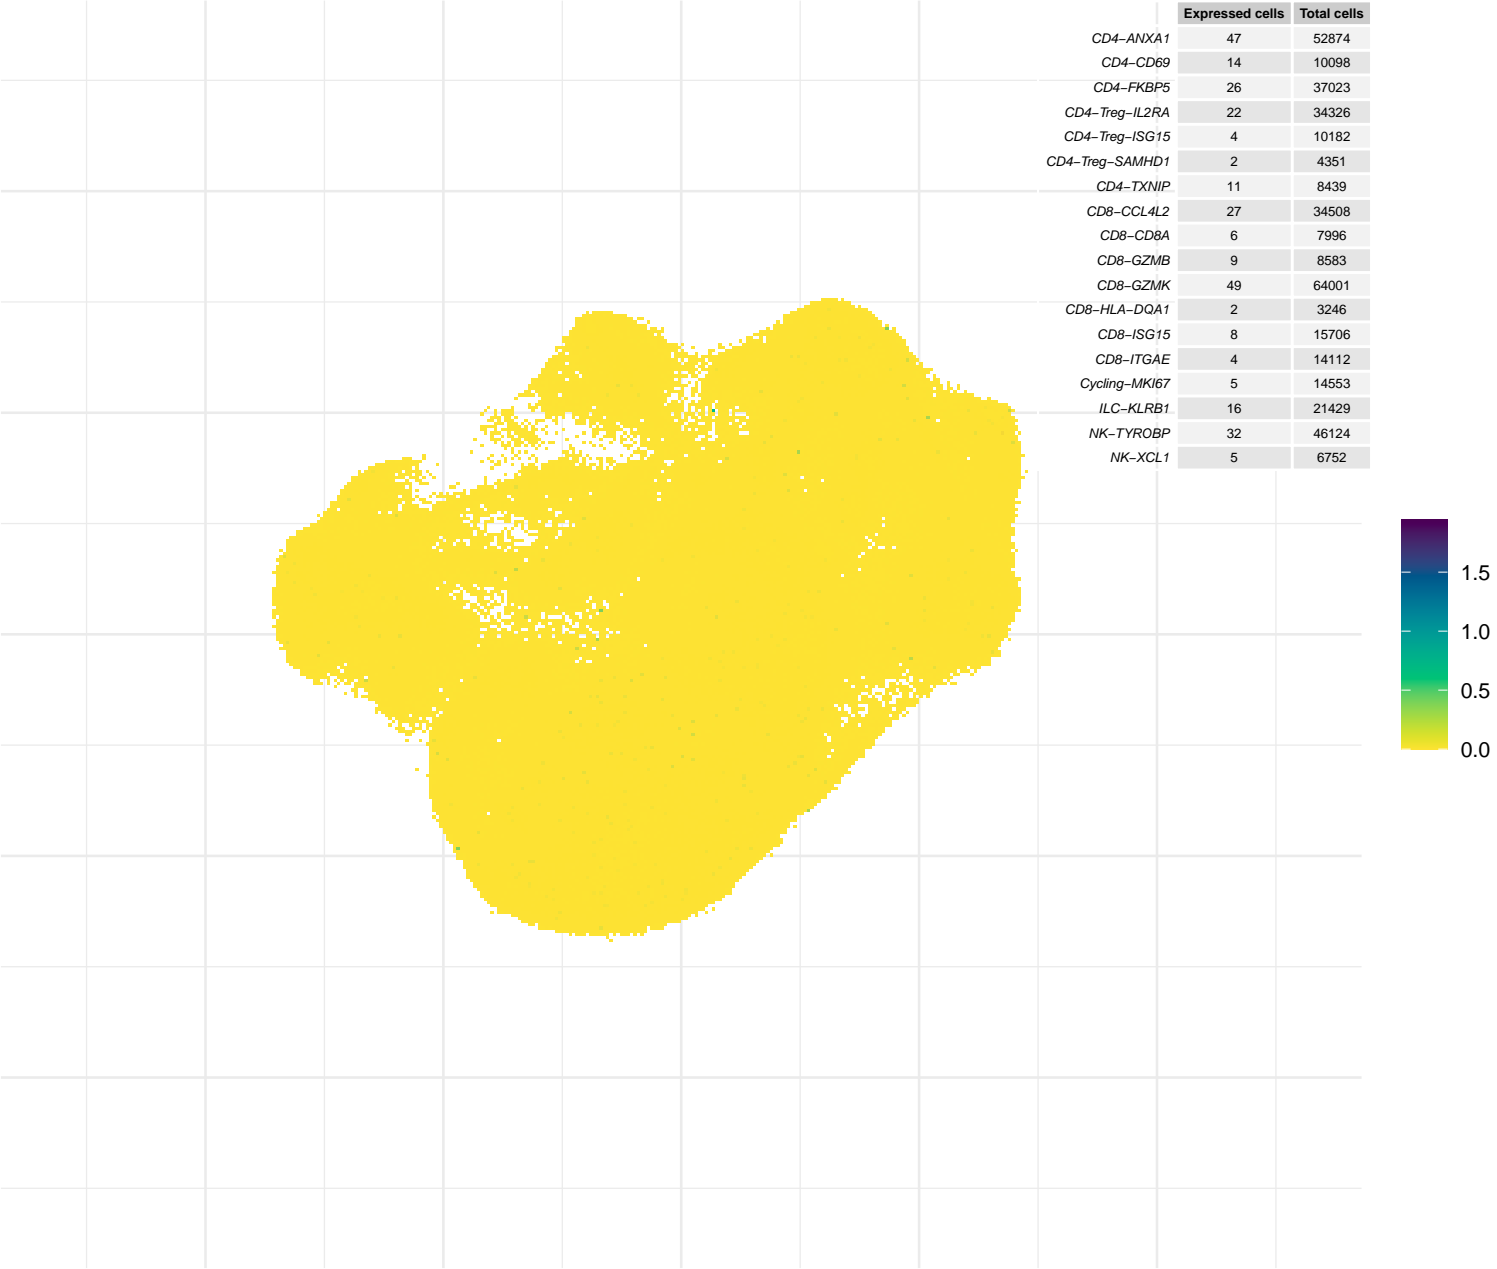 Expressed cells Total cells
CD4−ANXA1 47 52874
CD4−CD69 14 10098
CD4−FKBP5 26 37023
CD4−Treg−IL2RA 22 34326
CD4−Treg−ISG15 4 10182
CD4−Treg−SAMHD1 2 4351
CD4−TXNIP 11 8439
CD8−CCL4L2 27 34508
CD8−CD8A 6 7996
CD8−GZMB 9 8583
CD8−GZMK 49 64001
CD8−HLA−DQA1 2 3246
CD8−ISG15 8 15706
CD8−ITGAE 4 14112
Cycling−MKI67 5 14553
ILC−KLRB1 16 21429
NK−TYROBP 32 46124
NK−XCL1 5 6752
1.5
1.0
0.5
0.0